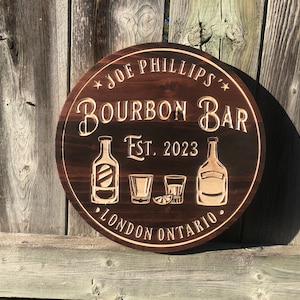 JOE PHILLIPS'
BOURBON BAR
EST. 2023
LONDON ONTARIO